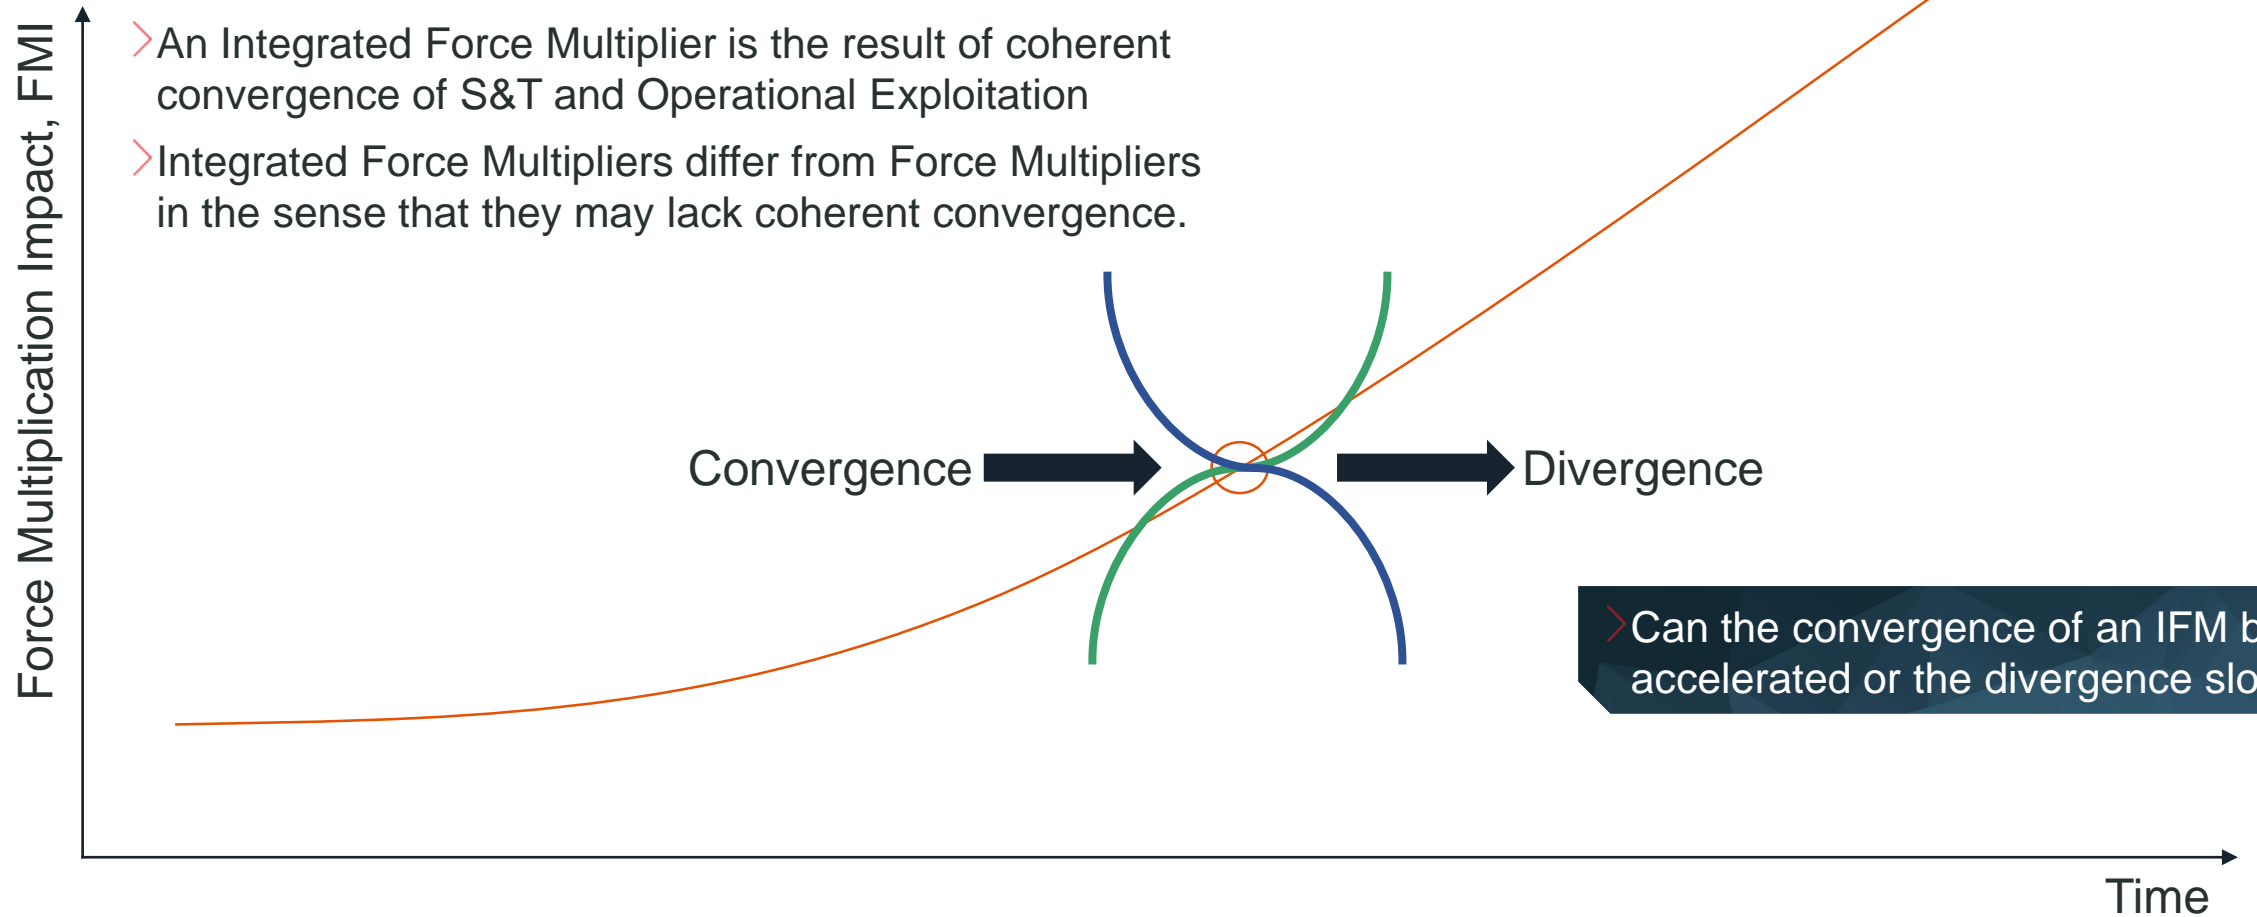 Force Multiplication Impact, FMI
An Integrated Force Multiplier is the result of coherent
convergence of S&T and Operational Exploitation
Integrated Force Multipliers differ from Force Multipliers
in the sense that they may lack coherent convergence.
Convergence
Divergence
Can the convergence of an IFM
accelerated or the divergence
Time